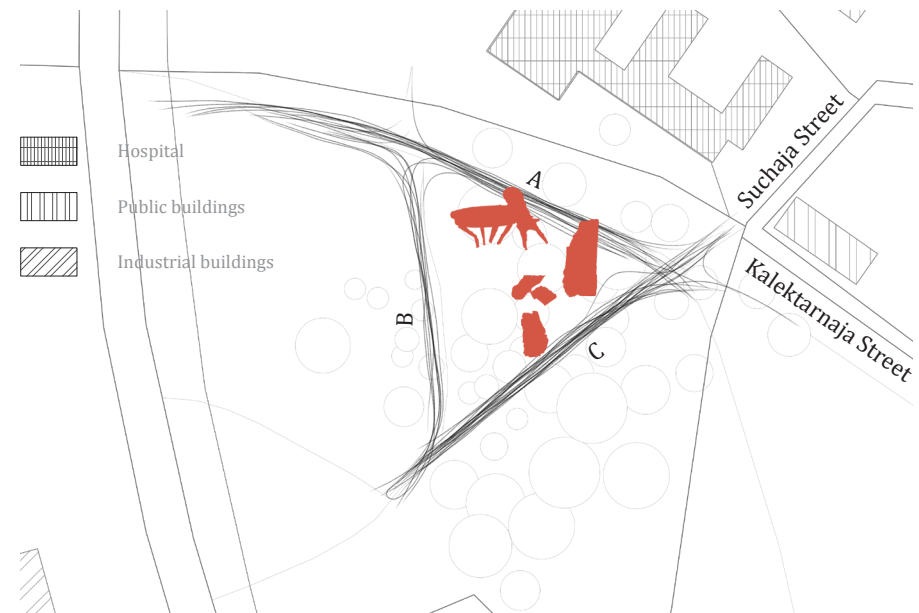 Hospital
Public buildings
Industrial buildings
A
B
C
Suchaja Street
Kalektarnaja Street